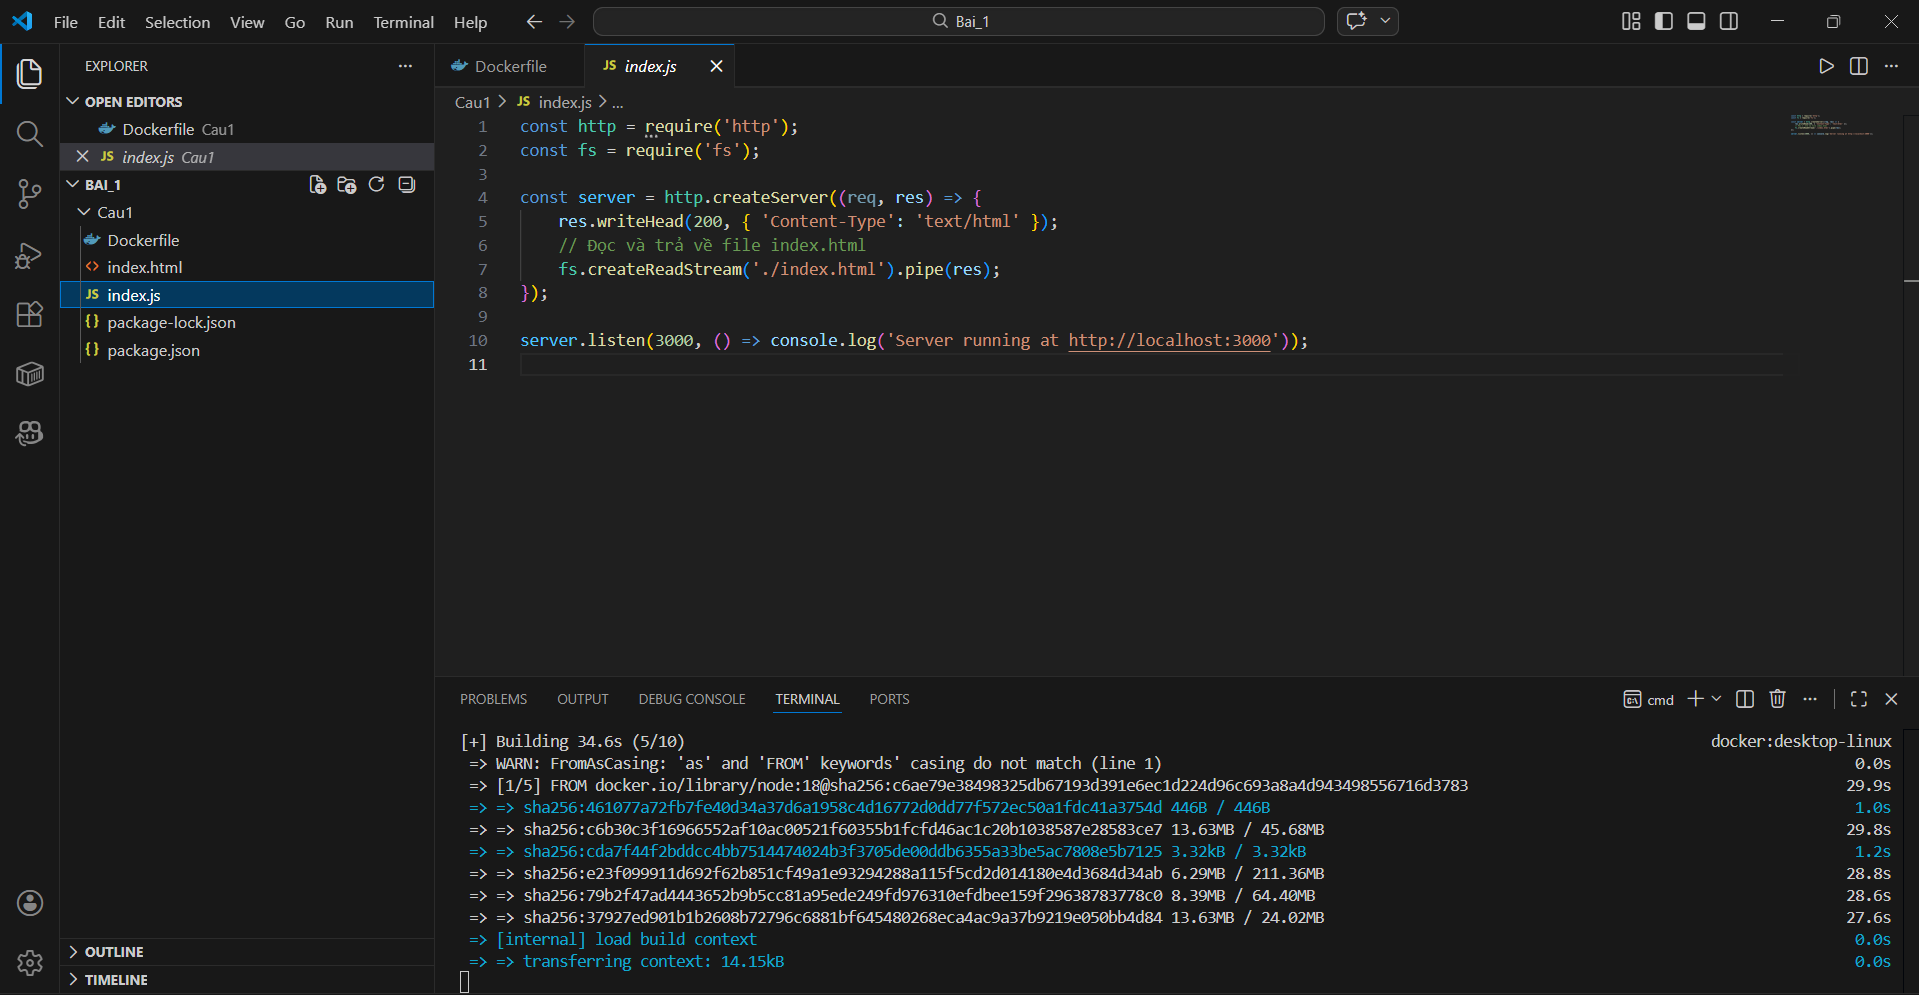 File Edit Selection View Go Run Terminal Help
Bai_1
EXPLORER
OPEN EDITORS
Dockerfile Cau1
JS index.js Cau1
BAI_1
Cau1
Dockerfile
index.html
JS index.js
{} package-lock.json
{} package.json
OUTLINE
TIMELINE
Dockerfile
JS index.js
Cau1 > JS index.js > ...
1 const http = require('http');
2 const fs = require('fs');
3
4 const server = http.createServer((req, res) => {
5     res.writeHead(200, { 'Content-Type': 'text/html' });
6     // Đọc và trả về file index.html
7     fs.createReadStream('./index.html').pipe(res);
8 });
9
10 server.listen(3000, () => console.log('Server running at http://localhost:3000'));
11
PROBLEMS OUTPUT DEBUG CONSOLE TERMINAL PORTS
cmd
[+] Building 34.6s (5/10) docker:desktop-linux
=> WARN: FromAsCasing: 'as' and 'FROM' keywords' casing do not match (line 1) 0.0s
=> [1/5] FROM docker.io/library/node:18@sha256:c6ae79e38498325db67193d391e6ec1d224d96c693a8a4d943498556716d3783 29.9s
=> => sha256:461077a72fb7fe40d34a37d6a1958c4d16772d0dd77f572ec50a1fdc41a3754d 446B / 446B 1.0s
=> => sha256:c6b30c3f16966552af10ac00521f60355b1fcfd46ac1c20b1038587e28583ce7 13.63MB / 45.68MB 29.8s
=> => sha256:cda7f44f2bddcc4bb7514474024b3f3705de00ddb6355a33be5ac7808e5b7125 3.32kB / 3.32kB 1.2s
=> => sha256:e23f099911d692f62b851cf49a1e93294288a115f5cd2d014180e4d3684d34ab 6.29MB / 211.36MB 28.8s
=> => sha256:79b2f47ad4443652b9b5cc81a95ede249fd976310efdbee159f29638783778c0 8.39MB / 64.40MB 28.6s
=> => sha256:37927ed901b1b2608b72796c6881bf645480268eca4ac9a37b9219e050bb4d84 13.63MB / 24.02MB 27.6s
=> [internal] load build context 0.0s
=> => transferring context: 14.15kB 0.0s